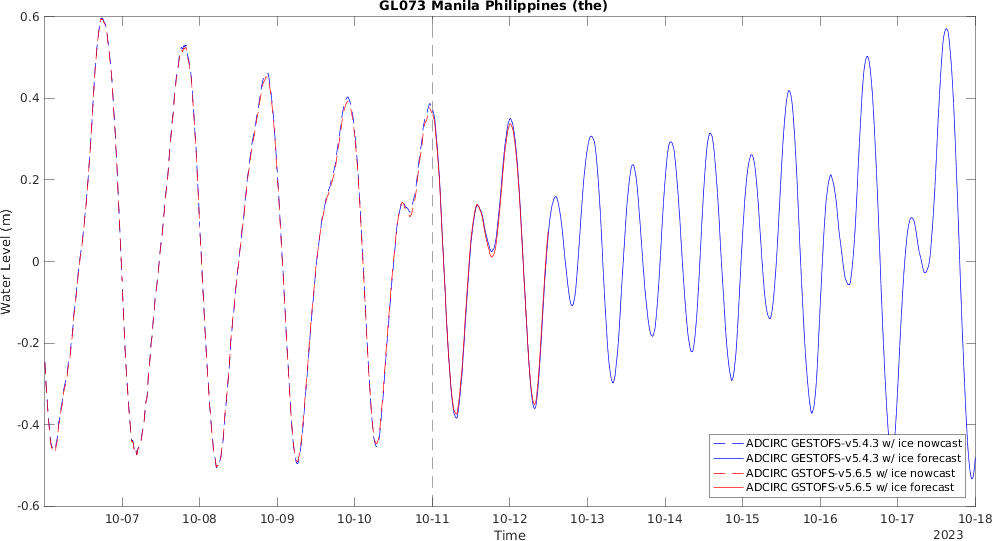 GL073 Manila Philippines (the)
0.6
0.4
0.2
0
-0.2
-0.4
-0.6
Water Level (m)
10-07
10-08
10-09
10-10
10-11
10-12
10-13
10-14
10-15
10-16
10-17
10-18
Time
2023
ADCIRC GESTOFS-v5.4.3 w/ ice nowcast
ADCIRC GESTOFS-v5.4.3 w/ ice forecast
ADCIRC GSTOFS-v5.6.5 w/ ice nowcast
ADCIRC GSTOFS-v5.6.5 w/ ice forecast